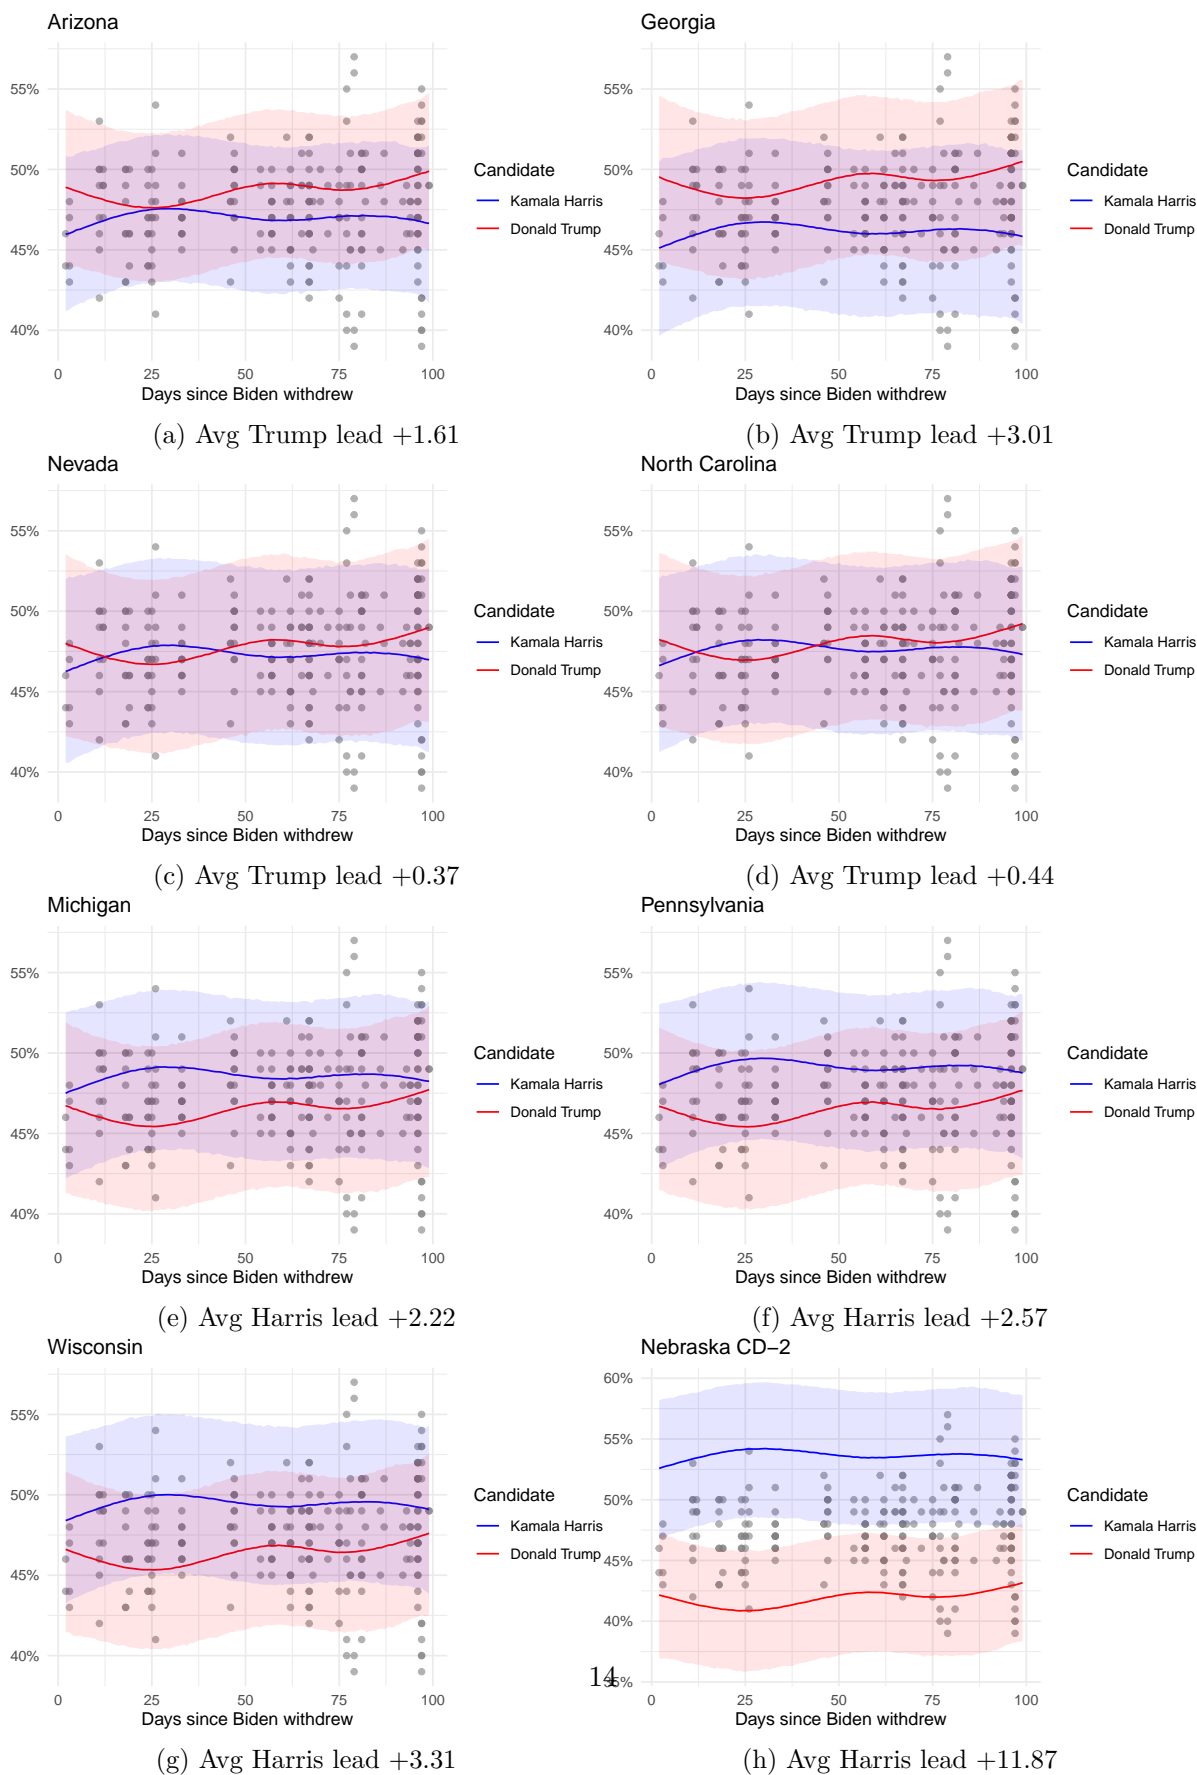 Arizona
55%
50%
45%
40%
0 25 50 75 100
Days since Biden withdrew
Candidate
Kamala Harris
Donald Trump
(a) Avg Trump lead +1.61
Georgia
55%
50%
45%
40%
0 25 50 75 100
Days since Biden withdrew
Candidate
Kamala Harris
Donald Trump
(b) Avg Trump lead +3.01
Nevada
55%
50%
45%
40%
0 25 50 75 100
Days since Biden withdrew
Candidate
Kamala Harris
Donald Trump
(c) Avg Trump lead +0.37
North Carolina
55%
50%
45%
40%
0 25 50 75 100
Days since Biden withdrew
Candidate
Kamala Harris
Donald Trump
(d) Avg Trump lead +0.44
Michigan
55%
50%
45%
40%
0 25 50 75 100
Days since Biden withdrew
Candidate
Kamala Harris
Donald Trump
(e) Avg Harris lead +2.22
Pennsylvania
55%
50%
45%
40%
0 25 50 75 100
Days since Biden withdrew
Candidate
Kamala Harris
Donald Trump
(f) Avg Harris lead +2.57
Wisconsin
55%
50%
45%
40%
0 25 50 75 100
Days since Biden withdrew
Candidate
Kamala Harris
Donald Trump
(g) Avg Harris lead +3.31
Nebraska CD−2
60%
55%
50%
45%
40%
35%
0 25 50 75 100
Days since Biden withdrew
Candidate
Kamala Harris
Donald Trump
(h) Avg Harris lead +11.87
14